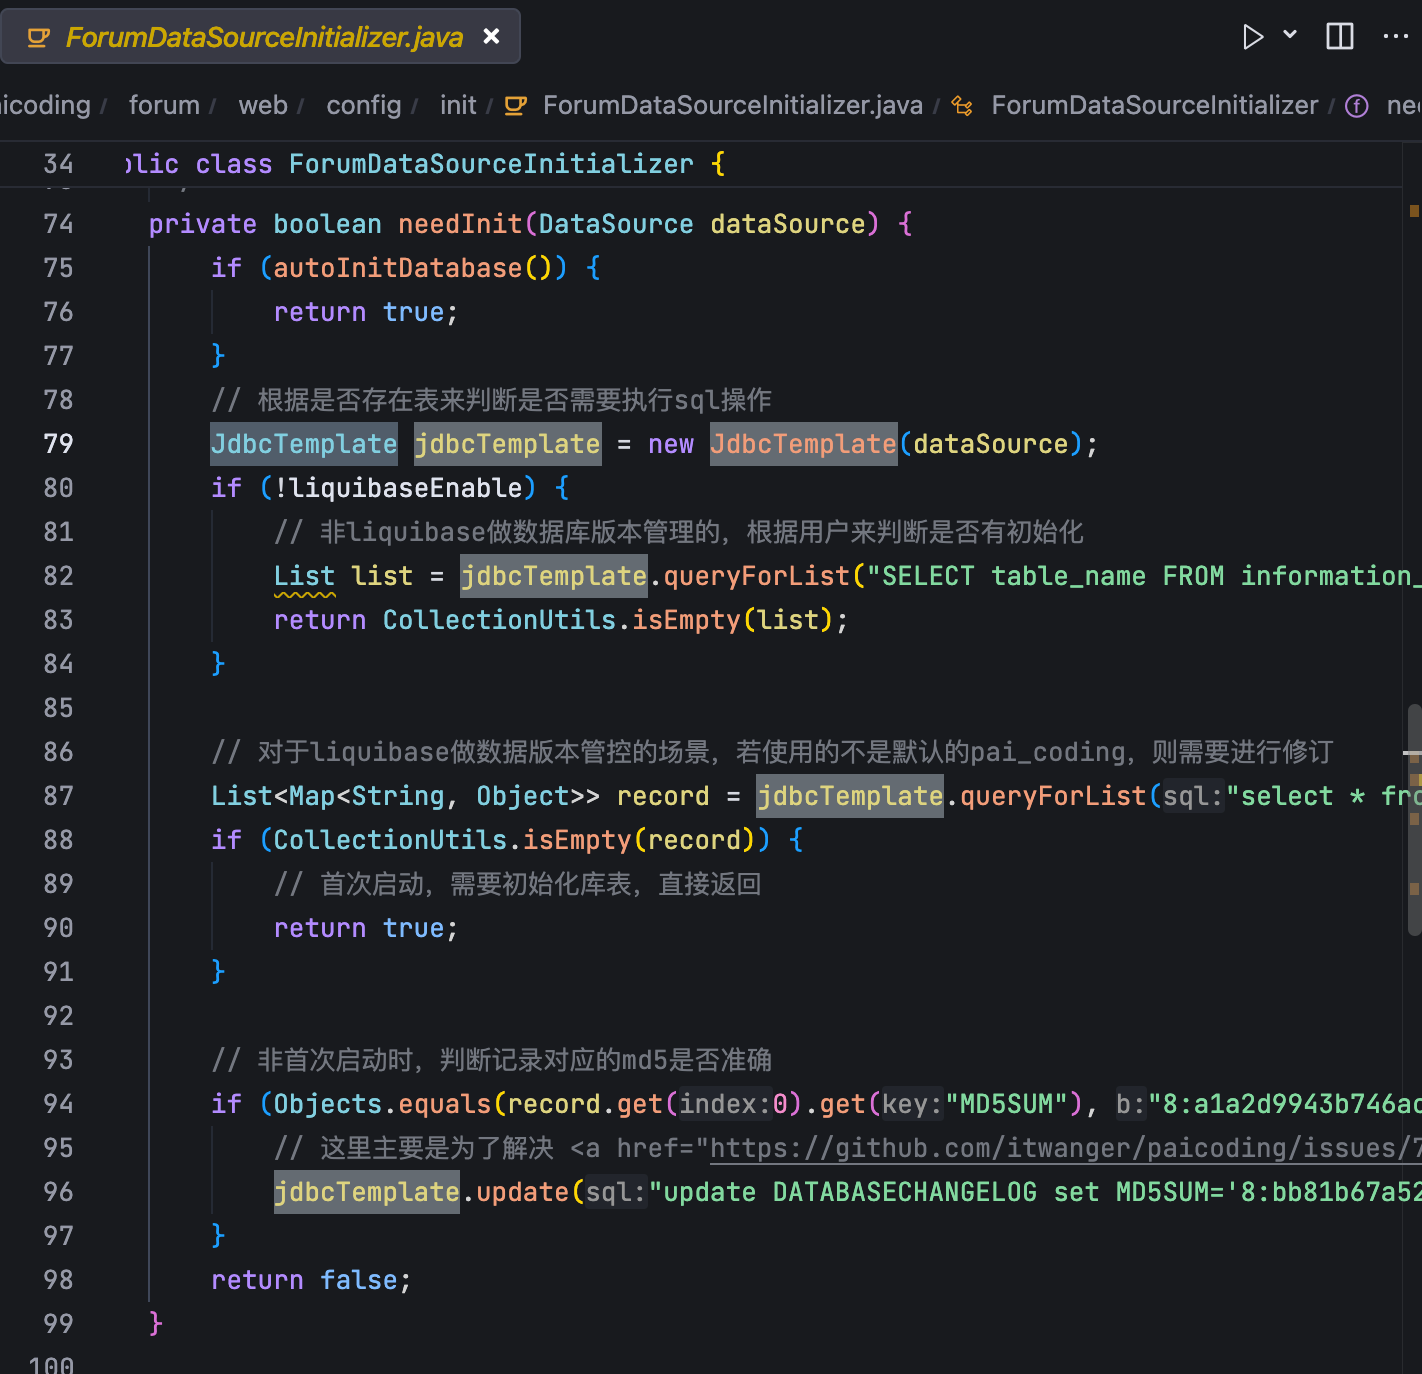 ForumDataSourceInitializer.java
icoding / forum / web / config / init / ForumDataSourceInitializer.java / ForumDataSourceInitializer / f
34 blic class ForumDataSourceInitializer {
74 private boolean needInit(DataSource dataSource) {
75 if (autoInitDatabase()) {
76 return true;
77 }
78 // 根据是否存在表来判断是否需要执行sql操作
79 JdbcTemplate jdbcTemplate = new JdbcTemplate(dataSource);
80 if (!liquibaseEnable) {
81 // 非liquibase做数据库版本管理的，根据用户来判断是否有初始化
82 List list = jdbcTemplate.queryForList("SELECT table_name FROM information_
83 return CollectionUtils.isEmpty(list);
84 }
85
86 // 对于liquibase做数据版本管控的场景，若使用的不是默认的pai_coding，则需要进行修订
87 List<Map<String, Object>> record = jdbcTemplate.queryForList(sql:"select * fro
88 if (CollectionUtils.isEmpty(record)) {
89 // 首次启动，需要初始化库表，直接返回
90 return true;
91 }
92
93 // 非首次启动时，判断记录对应的md5是否准确
94 if (Objects.equals(record.get(index:0).get(key:"MD5SUM"), b:"8:a1a2d9943b746a
95 // 这里主要是为了解决 <a href="https://github.com/itwanger/paicoding/issues/7
96 jdbcTemplate.update(sql:"update DATABASECHANGELOG set MD5SUM='8:bb81b67a52
97 }
98 return false;
99 }
100